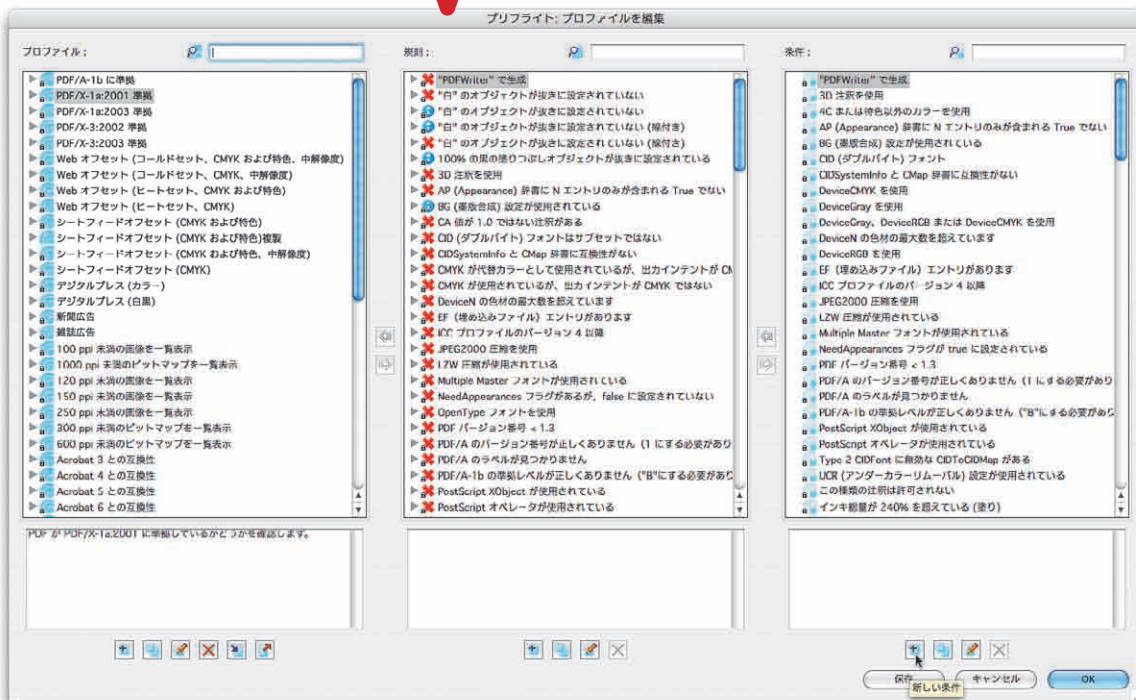 プリフライト: プロファイルを編集
プロファイル:
PDF/A-1b に準拠
PDF/X-1a:2001 準拠
PDF/X-1a:2003 準拠
PDF/X-3:2002 準拠
PDF/X-3:2003 準拠
Web オフセット (コールドセット、CMYK および特色、中解像度)
Web オフセット (コールドセット、CMYK、中解像度)
Web オフセット (ヒートセット、CMYK および特色)
Web オフセット (ヒートセット、CMYK)
シートフィードオフセット (CMYK および特色)
シートフィードオフセット (CMYK および特色)複製
シートフィードオフセット (CMYK および特色、中解像度)
シートフィードオフセット (CMYK)
デジタルプレス (カラー)
デジタルプレス (白黒)
新聞広告
雑誌広告
100 ppi 未満の画像を一覧表示
1000 ppi 未満のビットマップを一覧表示
120 ppi 未満の画像を一覧表示
150 ppi 未満の画像を一覧表示
250 ppi 未満の画像を一覧表示
300 ppi 未満のビットマップを一覧表示
600 ppi 未満のビットマップを一覧表示
Acrobat 3 との互換性
Acrobat 4 との互換性
Acrobat 5 との互換性
Acrobat 6 との互換性
PDF が PDF/X-1a:2001 に準拠しているかどうかを確認します。
規則:
"PDFWriter" で生成
"白" のオブジェクトが抜きに設定されていない
"白" のオブジェクトが抜きに設定されていない
"白" のオブジェクトが抜きに設定されていない (線付き)
"白" のオブジェクトが抜きに設定されていない (線付き)
100% の黒の塗りつぶしオブジェクトが抜きに設定されている
3D 注釈を使用
AP (Appearance) 辞書に N エントリのみが含まれる True でない
BG (墨版合成) 設定が使用されている
CA 値が 1.0 ではない注釈がある
CID (ダブルバイト) フォントはサブセットではない
CIDSystemInfo と CMap 辞書に互換性がない
CMYK が代替カラーとして使用されているが、出力インテントが CM
CMYK が使用されているが、出力インテントが CMYK ではない
DeviceN の色材の最大数を超えています
EF (埋め込みファイル) エントリがあります
ICC プロファイルのバージョン 4 以降
JPEG2000 圧縮を使用
LZW 圧縮が使用されている
Multiple Master フォントが使用されている
NeedAppearances フラグがあるが、false に設定されていない
OpenType フォントを使用
PDF バージョン番号 < 1.3
PDF/A のバージョン番号が正しくありません (1 にする必要があり
PDF/A のラベルが見つかりません
PDF/A-1b の準拠レベルが正しくありません ("B"にする必要があり
PostScript XObject が使用されている
PostScript オペレータが使用されている
条件:
"PDFWriter" で生成
3D 注釈を使用
4C または特色以外のカラーを使用
AP (Appearance) 辞書に N エントリのみが含まれる True でない
BG (墨版合成) 設定が使用されている
CID (ダブルバイト) フォント
CIDSystemInfo と CMap 辞書に互換性がない
DeviceCMYK を使用
DeviceGray を使用
DeviceGray、DeviceRGB または DeviceCMYK を使用
DeviceN の色材の最大数を超えています
DeviceRGB を使用
EF (埋め込みファイル) エントリがあります
ICC プロファイルのバージョン 4 以降
JPEG2000 圧縮を使用
LZW 圧縮が使用されている
Multiple Master フォントが使用されている
NeedAppearances フラグが true に設定されている
PDF バージョン番号 < 1.3
PDF/A のバージョン番号が正しくありません (1 にする必要があり
PDF/A のラベルが見つかりません
PDF/A-1b の準拠レベルが正しくありません ("B"にする必要があり
PostScript XObject が使用されている
PostScript オペレータが使用されている
Type 2 CIDFont に無効な CIDToCIDMap がある
UCR (アンダーカラーリムーバル) 設定が使用されている
この種類の注釈は許可されない
インキ総量が 240% を超えている (塗り)
保存
新しい条件
キャンセル
OK